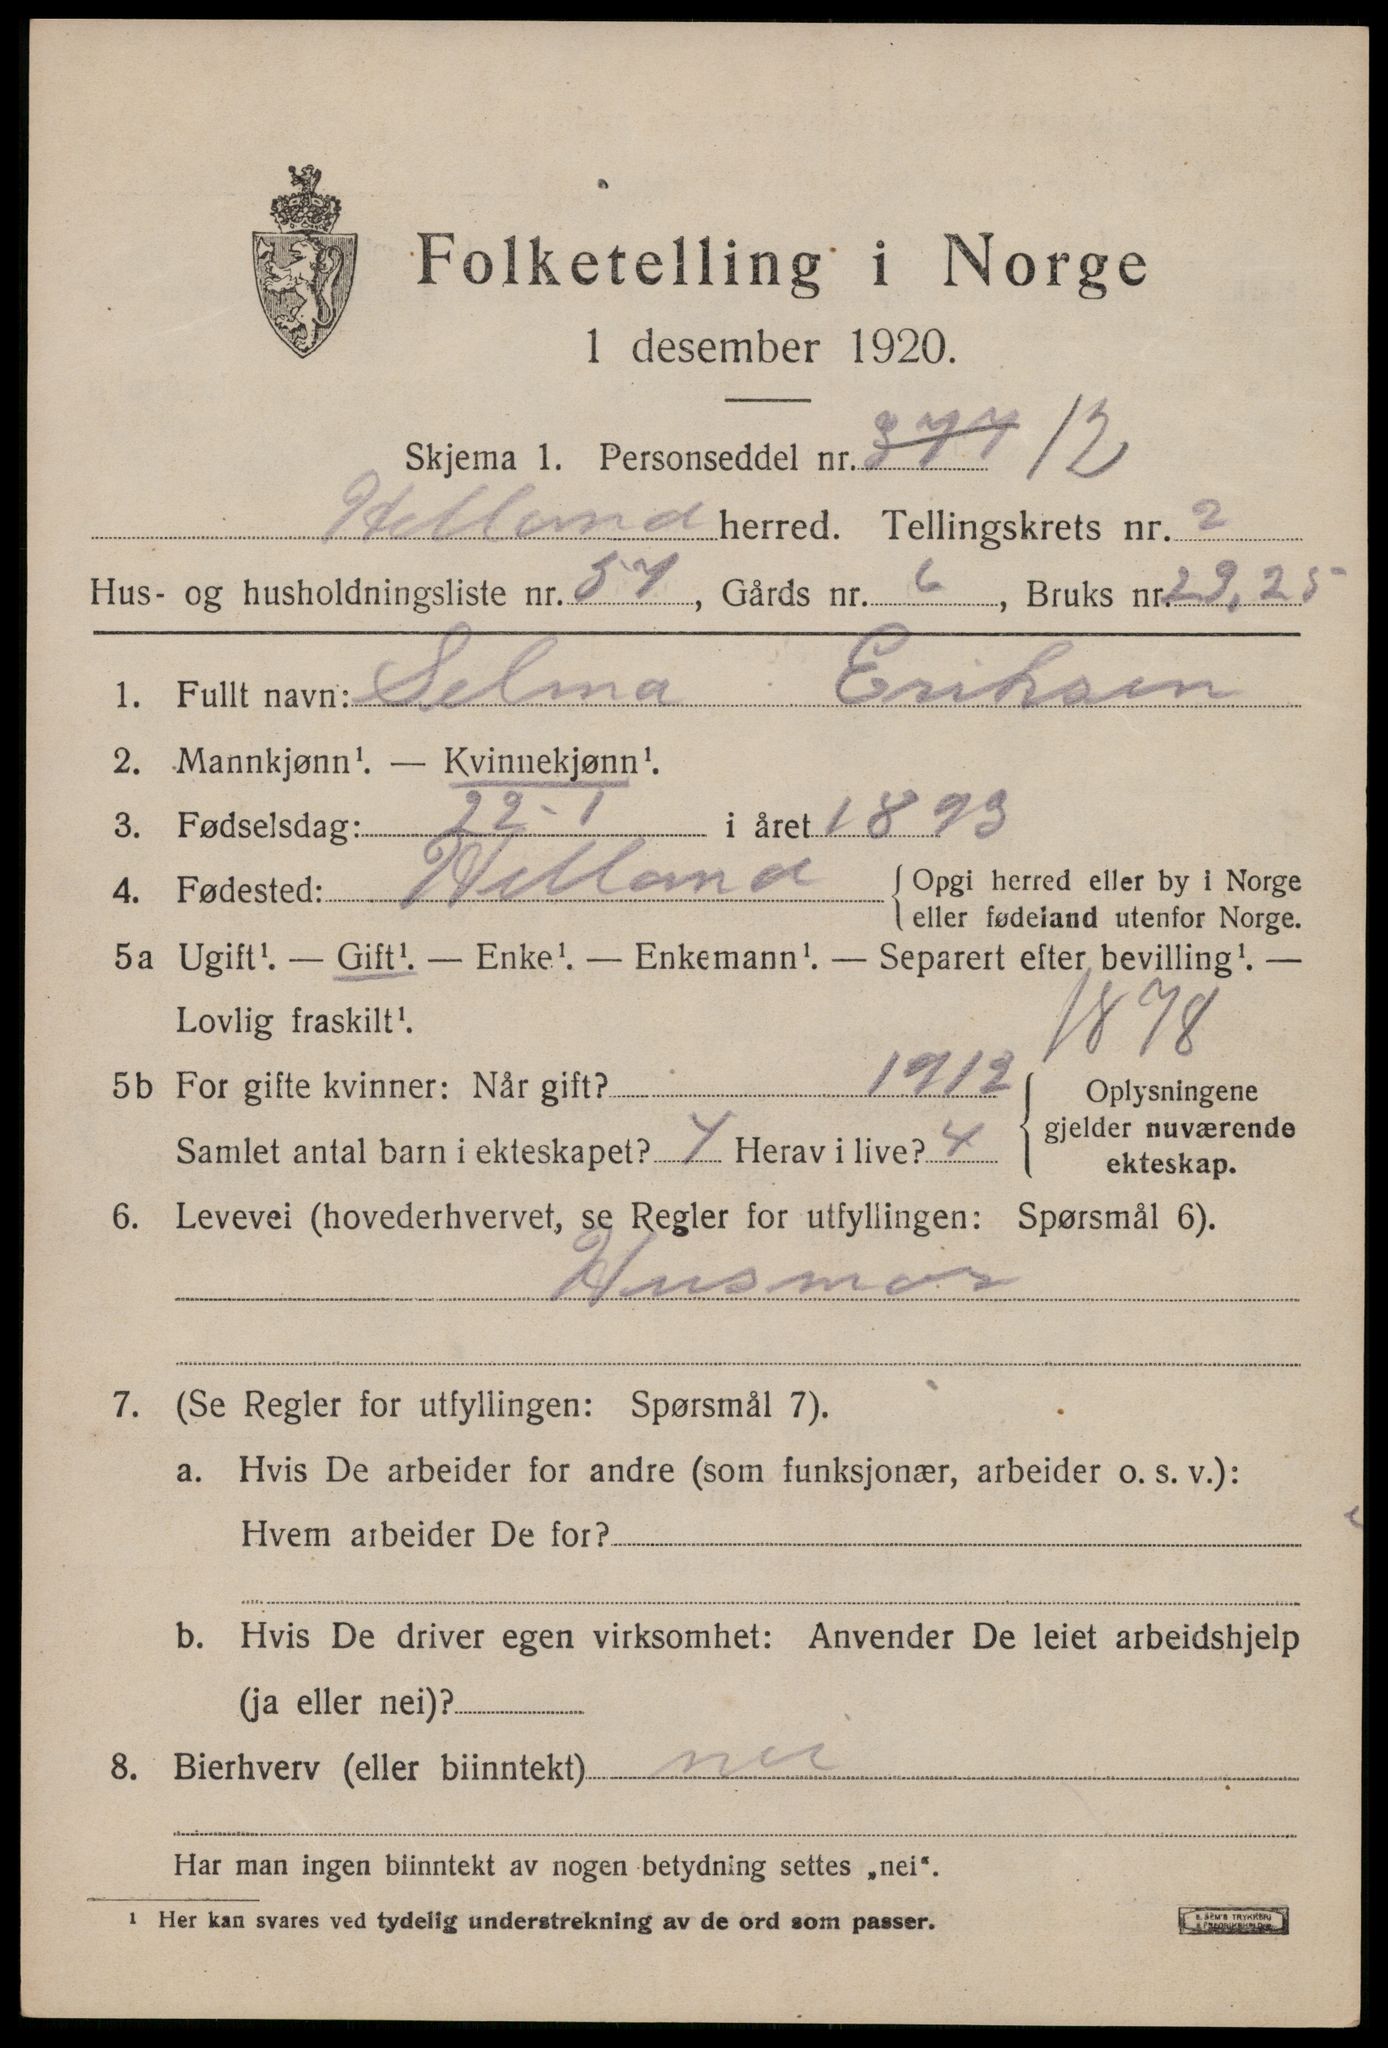 Folketelling i Norge
1 desember 1920.
Skjema 1. Personseddel nr. 377 12
Helland herred. Tellingskrets nr. 2
Hus- og husholdningsliste nr. 57, Gårds nr. 6, Bruks nr. 29,25
1. Fullt navn: Selma Eriksen
2. Mannkjønn¹. — Kvinnekjønn¹.
3. Fødselsdag: 22-1 i året 1893
4. Fødested: Helland { Opgi herred eller by i Norge
eller fødeland utenfor Norge.
5a Ugift¹. — Gift¹. — Enke¹. — Enkemann¹. — Separert efter bevilling¹. —
Lovlig fraskilt¹.
1878
5b For gifte kvinner: Når gift? 1912 { Oplysningene
gjelder nuværende
Samlet antal barn i ekteskapet? 4 Herav i live? 4
ekteskap.
6. Levevei (hovederhvervet, se Regler for utfyllingen: Spørsmål 6).
Husmor
7. (Se Regler for utfyllingen: Spørsmål 7).
a. Hvis De arbeider for andre (som funksjonær, arbeider o. s. v.):
Hvem arbeider De for?
b. Hvis De driver egen virksomhet: Anvender De leiet arbeidshjelp
(ja eller nei)?
8. Bierhverv (eller biinntekt) nei
Har man ingen biinntekt av nogen betydning settes „nei".
¹ Her kan svares ved tydelig understrekning av de ord som passer.
E. SEM'S TRYKKERI